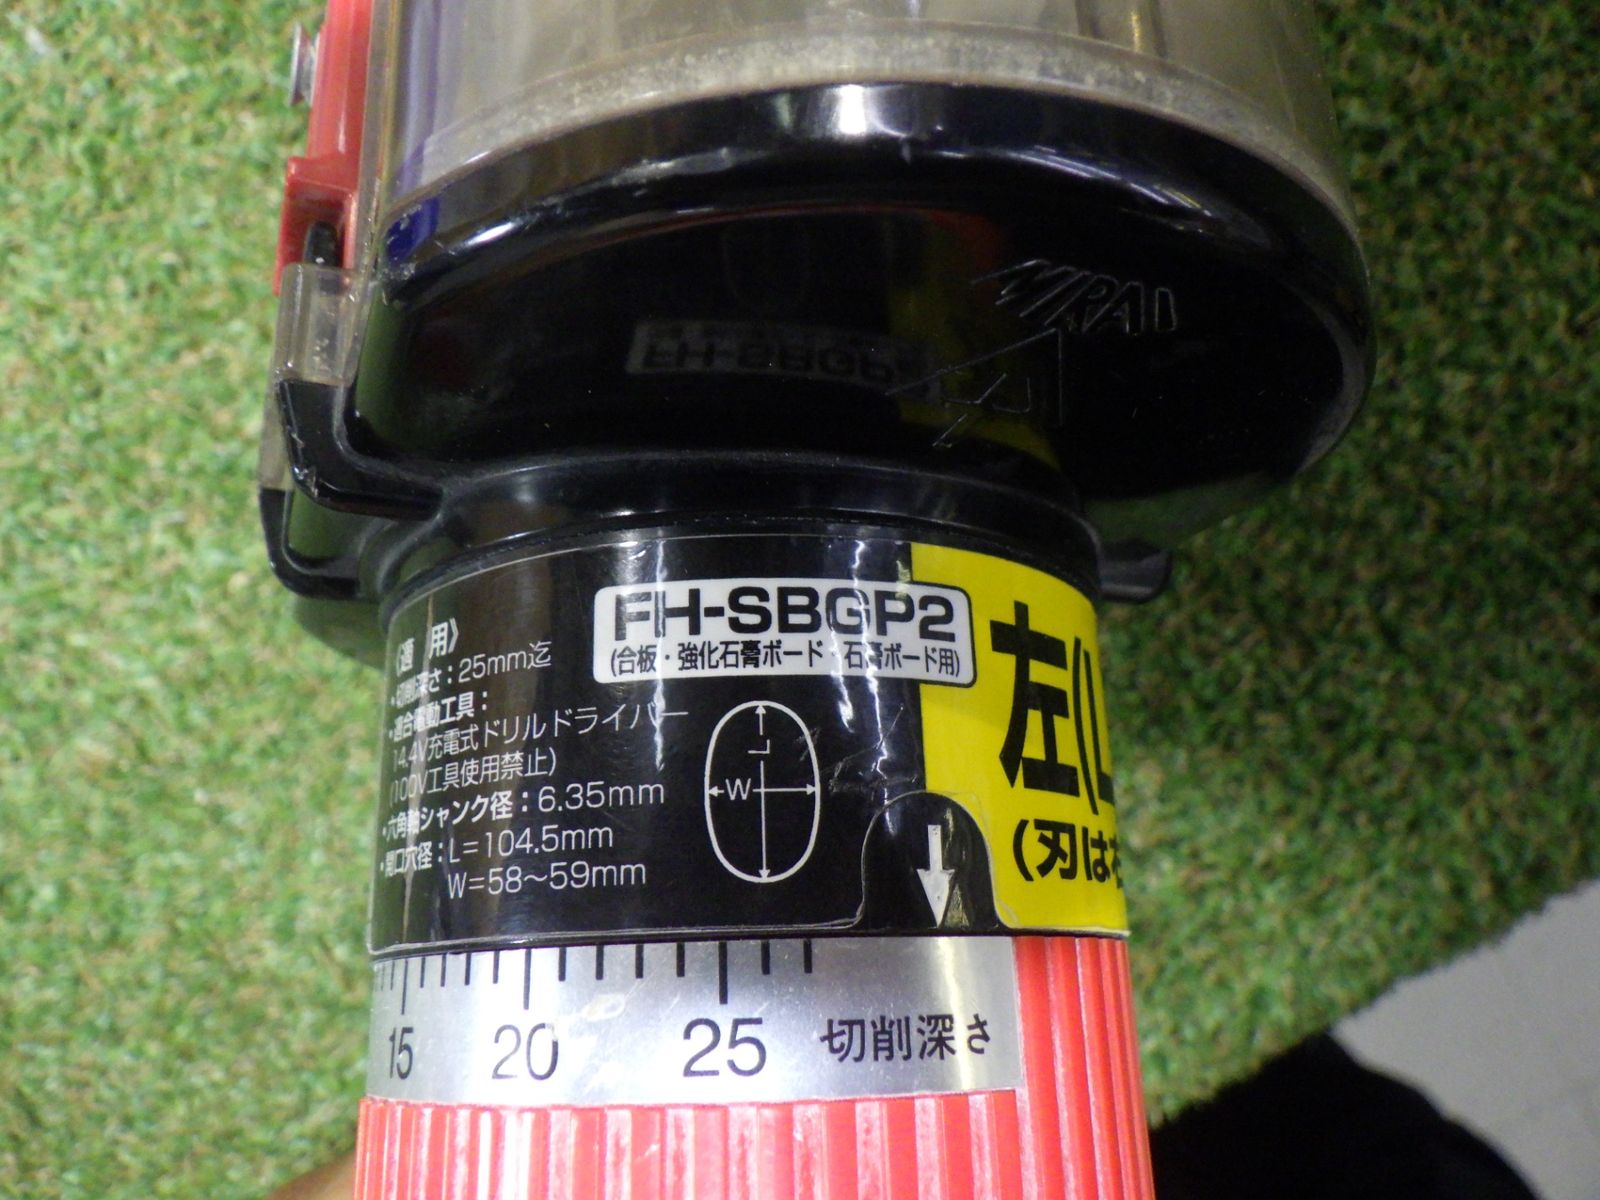 MIRAI
FH-SBGP2
(合板・強化石膏ボード・石膏ボード用)
《適 用》
・切削深さ:25mm迄
・適合電動工具:
14.4V充電式ドリルドライバー
(100V工具使用禁止)
・六角軸シャンク径:6.35mm
・開口穴径:L=104.5mm
W=58~59mm
L
W
左(L
(刃は右
15 20 25 切削深さ